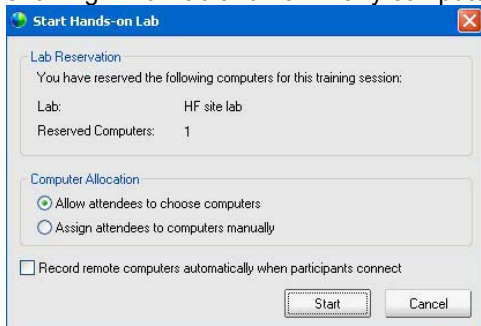 Start Hands-on Lab
Lab Reservation
You have reserved the following computers for this training session:
Lab: HF site lab
Reserved Computers: 1
Computer Allocation
Allow attendees to choose computers
Assign attendees to computers manually
Record remote computers automatically when participants connect
Start Cancel